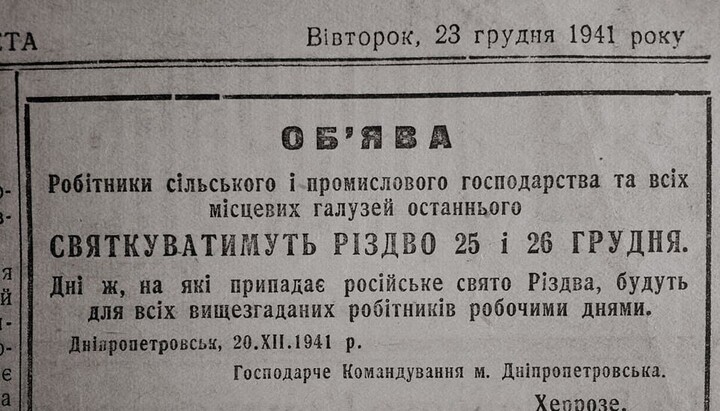 ЕТА
Вівторок, 23 грудня 1941 року
ОБ'ЯВА
Робітники сільського і промислового господарства та всіх
місцевих галузей останнього
СВЯТКУВАТИМУТЬ РІЗДВО 25 і 26 ГРУДНЯ.
Дні ж, на які припадає російське свято Різдва, будуть
для всіх вищезгаданих робітників робочими днями.
Дніпропетровськ, 20.XII.1941 р.
Господарче Командування м. Дніпропетровська.